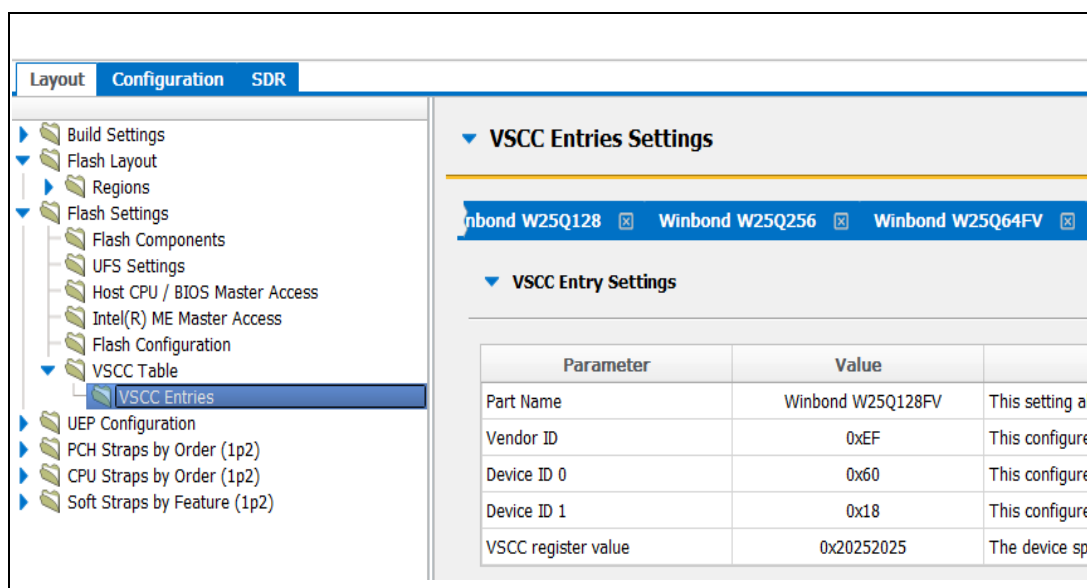 Layout Configuration SDR
Build Settings
Flash Layout
Regions
Flash Settings
Flash Components
UFS Settings
Host CPU / BIOS Master Access
Intel(R) ME Master Access
Flash Configuration
VSCC Table
VSCC Entries
UEP Configuration
PCH Straps by Order (1p2)
CPU Straps by Order (1p2)
Soft Straps by Feature (1p2)
VSCC Entries Settings
nbond W25Q128 Winbond W25Q256 Winbond W25Q64FV
VSCC Entry Settings
Parameter Value
Part Name Winbond W25Q128FV This setting a
Vendor ID 0xEF This configure
Device ID 0 0x60 This configure
Device ID 1 0x18 This configure
VSCC register value 0x20252025 The device sp